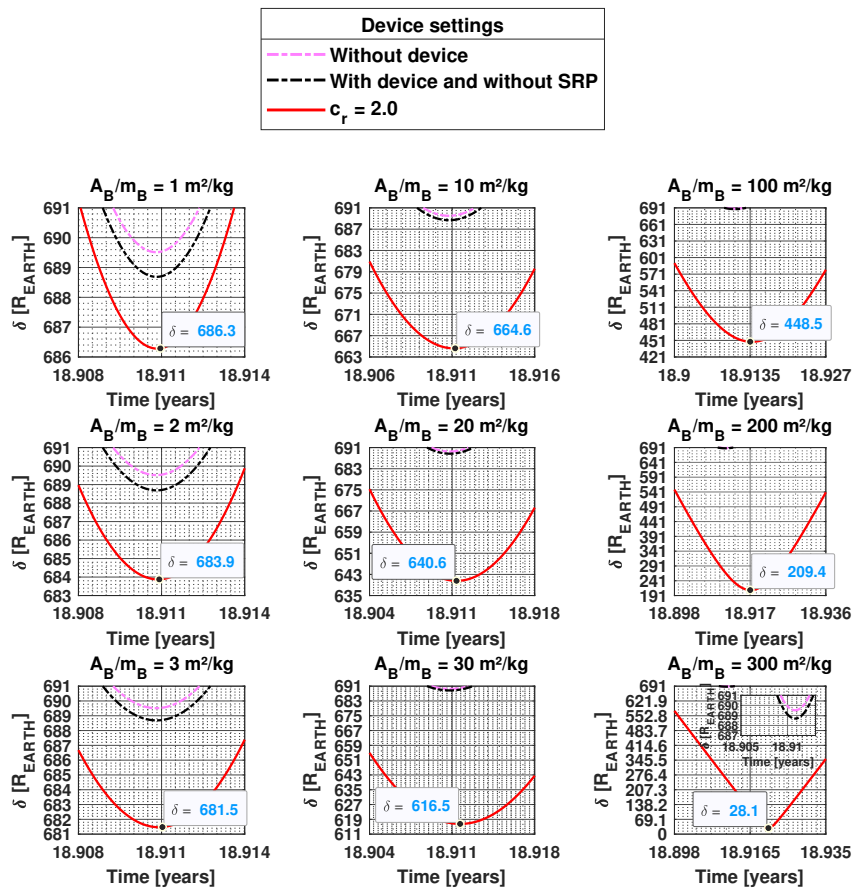 Device settings
Without device
With device and without SRP
c_r = 2.0
A_B/m_B = 1 m²/kg
691
690
689
688
687
686
δ [R_EARTH]
δ = 686.3
18.908 18.911 18.914
Time [years]
A_B/m_B = 10 m²/kg
691
687
683
679
675
671
667
663
δ [R_EARTH]
δ = 664.6
18.906 18.911 18.916
Time [years]
A_B/m_B = 100 m²/kg
691
661
631
601
571
541
511
481
451
421
δ [R_EARTH]
δ = 448.5
18.9 18.9135 18.927
Time [years]
A_B/m_B = 2 m²/kg
691
690
689
688
687
686
685
684
683
δ [R_EARTH]
δ = 683.9
18.908 18.911 18.914
Time [years]
A_B/m_B = 20 m²/kg
691
683
675
667
659
651
643
635
δ [R_EARTH]
δ = 640.6
18.904 18.911 18.918
Time [years]
A_B/m_B = 200 m²/kg
691
641
591
541
491
441
391
341
291
241
191
δ [R_EARTH]
δ = 209.4
18.898 18.917 18.936
Time [years]
A_B/m_B = 3 m²/kg
691
690
689
688
687
686
685
684
683
682
681
δ [R_EARTH]
δ = 681.5
18.908 18.911 18.914
Time [years]
A_B/m_B = 30 m²/kg
691
683
675
667
659
651
643
635
627
619
611
δ [R_EARTH]
δ = 616.5
18.904 18.911 18.918
Time [years]
A_B/m_B = 300 m²/kg
691
621.9
552.8
483.7
414.6
345.5
276.4
207.3
138.2
69.1
0
δ [R_EARTH]
691
690
689
688
687
δ [R_EARTH]
18.905 18.91
Time [years]
δ = 28.1
18.898 18.9165 18.935
Time [years]